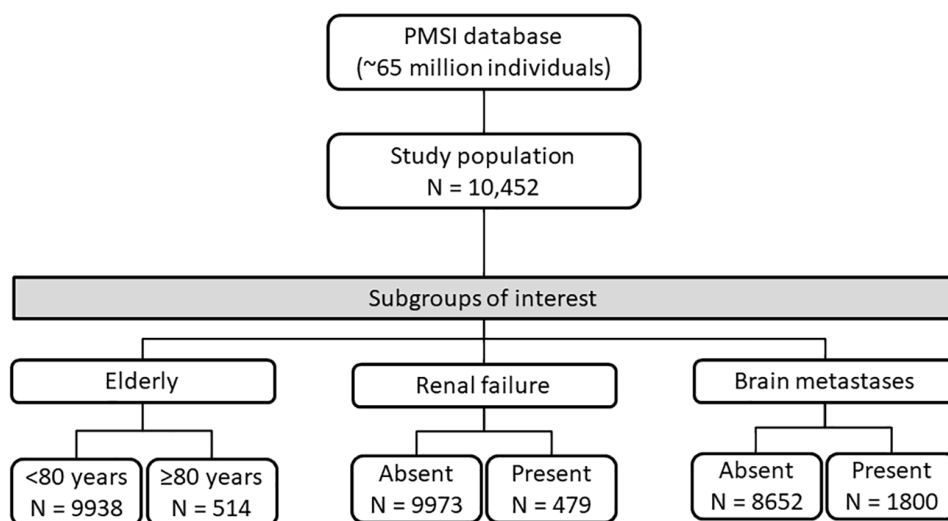 PMSI database
(~65 million individuals)
Study population
N = 10,452
Subgroups of interest
Elderly
Renal failure
Brain metastases
<80 years
N = 9938
≥80 years
N = 514
Absent
N = 9973
Present
N = 479
Absent
N = 8652
Present
N = 1800